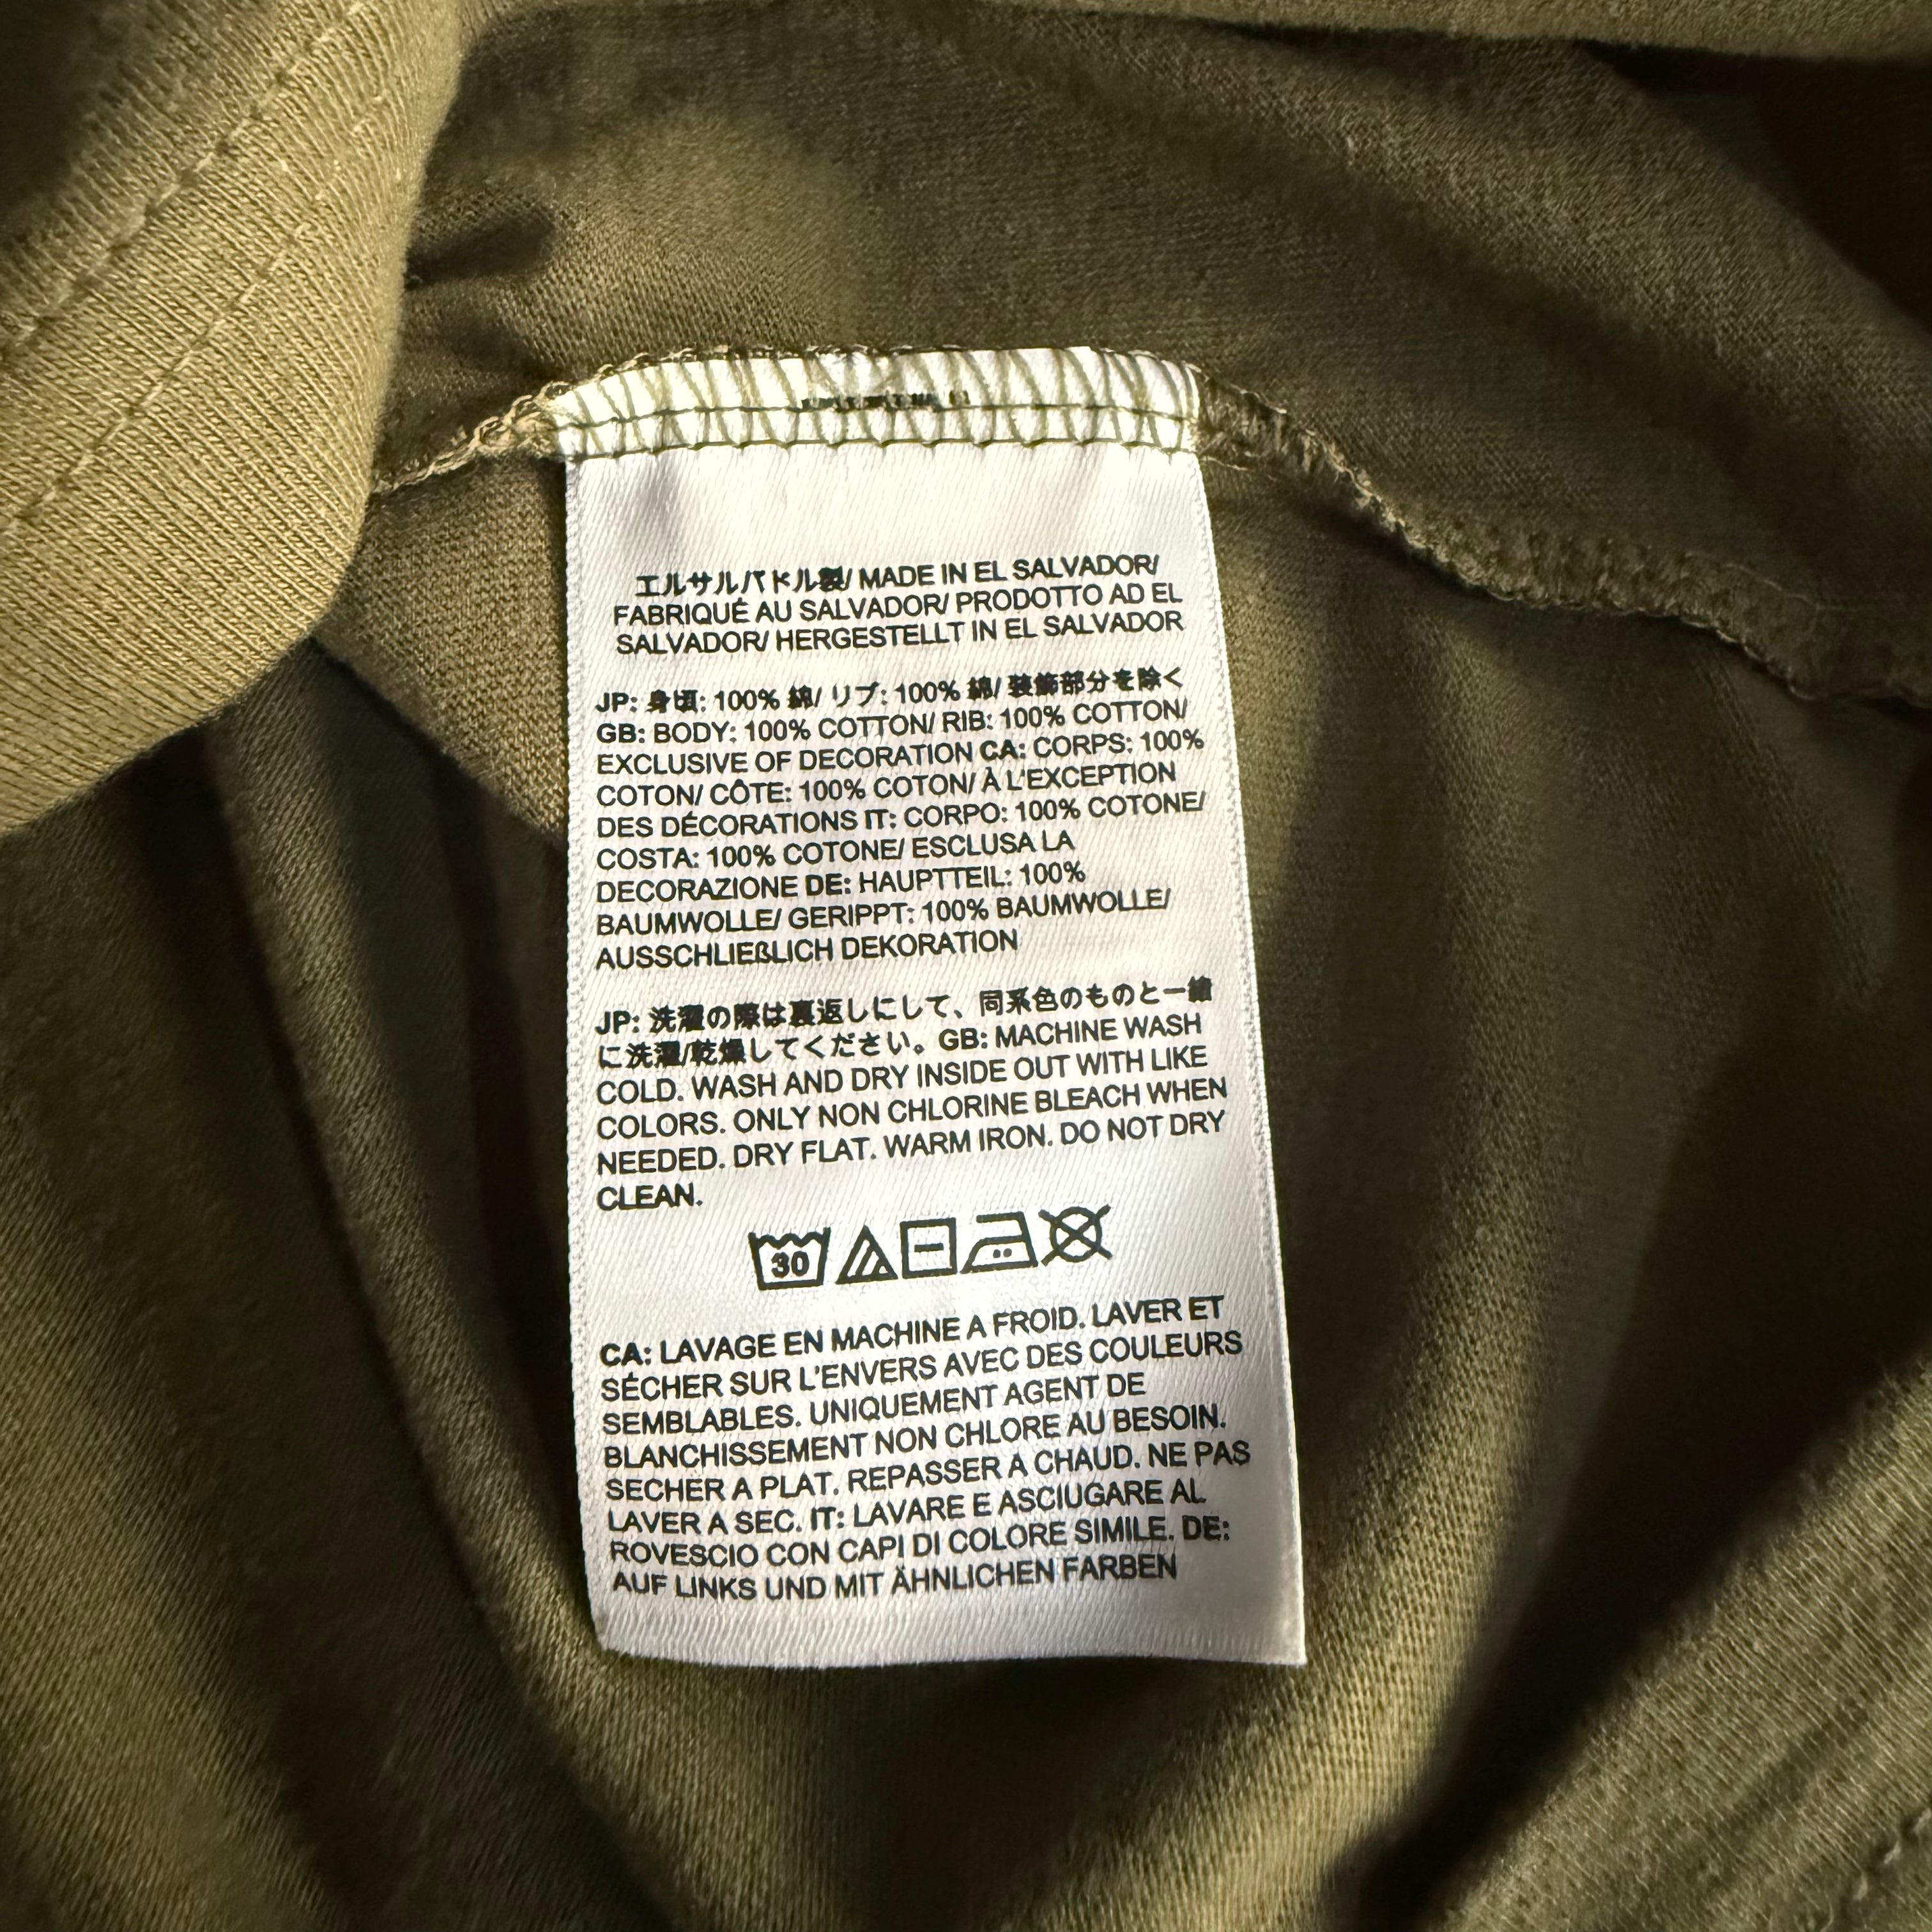 エルサルバドル製/ MADE IN EL SALVADOR/
FABRIQUÉ AU SALVADOR/ PRODOTTO AD EL
SALVADOR/ HERGESTELLT IN EL SALVADOR
JP: 身頃: 100% 綿/ リブ: 100% 綿/ 装飾部分を除く
GB: BODY: 100% COTTON/ RIB: 100% COTTON/
EXCLUSIVE OF DECORATION CA: CORPS: 100%
COTON/ CÔTE: 100% COTON/ À L'EXCEPTION
DES DÉCORATIONS IT: CORPO: 100% COTONE/
COSTA: 100% COTONE/ ESCLUSA LA
DECORAZIONE DE: HAUPTTEIL: 100%
BAUMWOLLE/ GERIPPT: 100% BAUMWOLLE/
AUSSCHLIEßLICH DEKORATION
JP: 洗濯の際は裏返しにして、同系色のものと一緒
に洗濯/乾燥してください。GB: MACHINE WASH
COLD. WASH AND DRY INSIDE OUT WITH LIKE
COLORS. ONLY NON CHLORINE BLEACH WHEN
NEEDED. DRY FLAT. WARM IRON. DO NOT DRY
CLEAN.
30
CA: LAVAGE EN MACHINE A FROID. LAVER ET
SÉCHER SUR L'ENVERS AVEC DES COULEURS
SEMBLABLES. UNIQUEMENT AGENT DE
BLANCHISSEMENT NON CHLORE AU BESOIN.
SECHER A PLAT. REPASSER A CHAUD. NE PAS
LAVER A SEC. IT: LAVARE E ASCIUGARE AL
ROVESCIO CON CAPI DI COLORE SIMILE. DE:
AUF LINKS UND MIT ÄHNLICHEN FARBEN